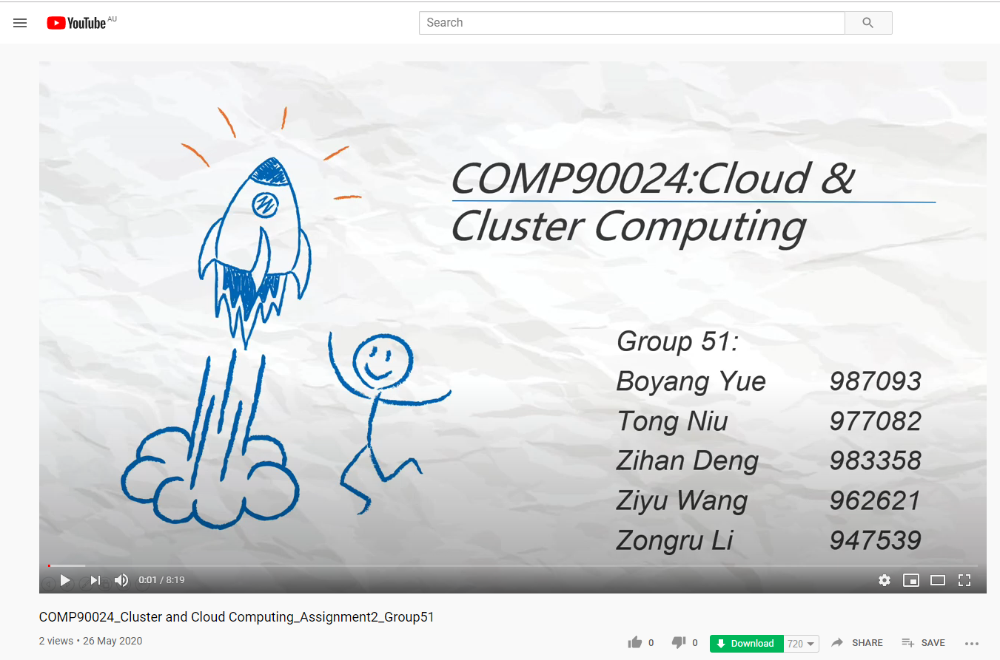 YouTube AU
Search
COMP90024:Cloud &
Cluster Computing
Group 51:
Boyang Yue 987093
Tong Niu 977082
Zihan Deng 983358
Ziyu Wang 962621
Zongru Li 947539
0:01 / 8:19
COMP90024_Cluster and Cloud Computing_Assignment2_Group51
2 views • 26 May 2020
0 0 Download 720 SHARE SAVE